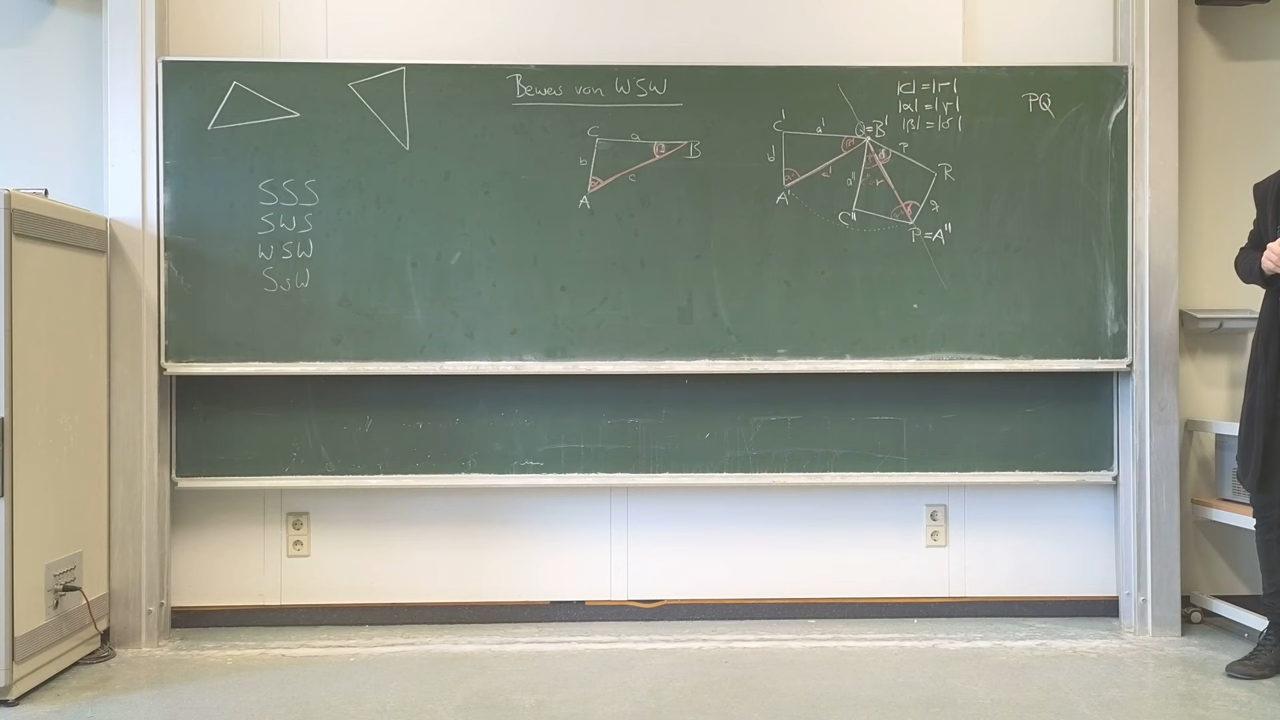 Beweis von WSW
SSS
SWS
WSW
SsW
C a B
b c
A
β
C' a' Q=B'
b' c'
A'
a'' r
C''
p
R
q
P=A''
|c|=|r|
|α|=|γ|
|β|=|δ|
PQ